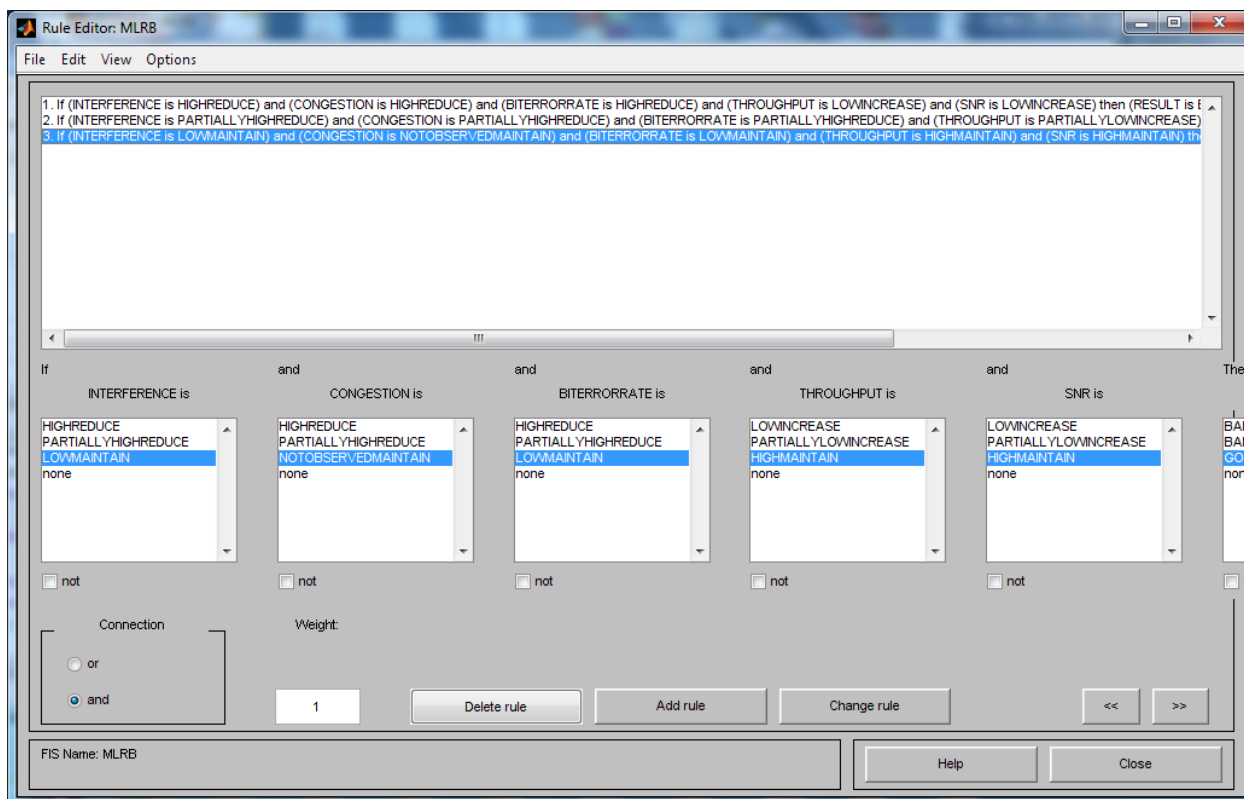 Rule Editor: MLRB
File Edit View Options
1. If (INTERFERENCE is HIGHREDUCE) and (CONGESTION is HIGHREDUCE) and (BITERRORRATE is HIGHREDUCE) and (THROUGHPUT is LOWINCREASE) and (SNR is LOWINCREASE) then (RESULT is
2. If (INTERFERENCE is PARTIALLYHIGHREDUCE) and (CONGESTION is PARTIALLYHIGHREDUCE) and (BITERRORRATE is PARTIALLYHIGHREDUCE) and (THROUGHPUT is PARTIALLYLOWINCREASE)
3. If (INTERFERENCE is LOWMAINTAIN) and (CONGESTION is NOTOBSERVEDMAINTAIN) and (BITERRORRATE is LOWMAINTAIN) and (THROUGHPUT is HIGHMAINTAIN) and (SNR is HIGHMAINTAIN)
If and and and and
INTERFERENCE is CONGESTION is BITERRORRATE is THROUGHPUT is SNR is
HIGHREDUCE HIGHREDUCE HIGHREDUCE LOWINCREASE LOWINCREASE
PARTIALLYHIGHREDUCE PARTIALLYHIGHREDUCE PARTIALLYHIGHREDUCE PARTIALLYLOWINCREASE PARTIALLYLOWINCREASE
LOWMAINTAIN NOTOBSERVEDMAINTAIN LOWMAINTAIN HIGHMAINTAIN HIGHMAINTAIN
none none none none none
not not not not not
Connection Weight:
or
and 1 Delete rule Add rule Change rule << >>
FIS Name: MLRB Help Close